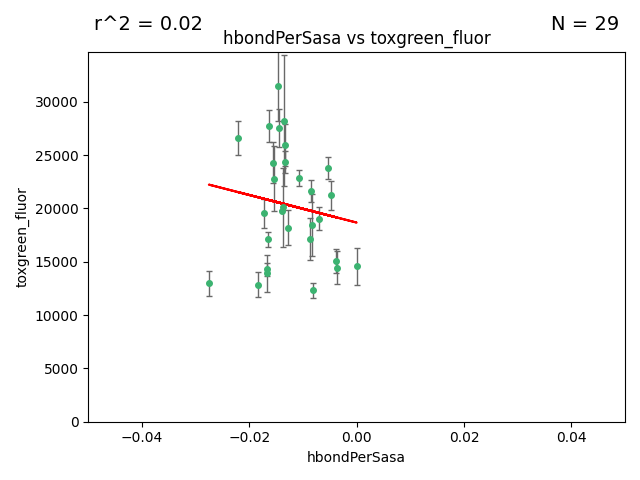 r^2 = 0.02
N = 29
hbondPerSasa vs toxgreen_fluor
30000
25000
20000
15000
10000
5000
0
toxgreen_fluor
−0.04
−0.02
0.00
0.02
0.04
hbondPerSasa